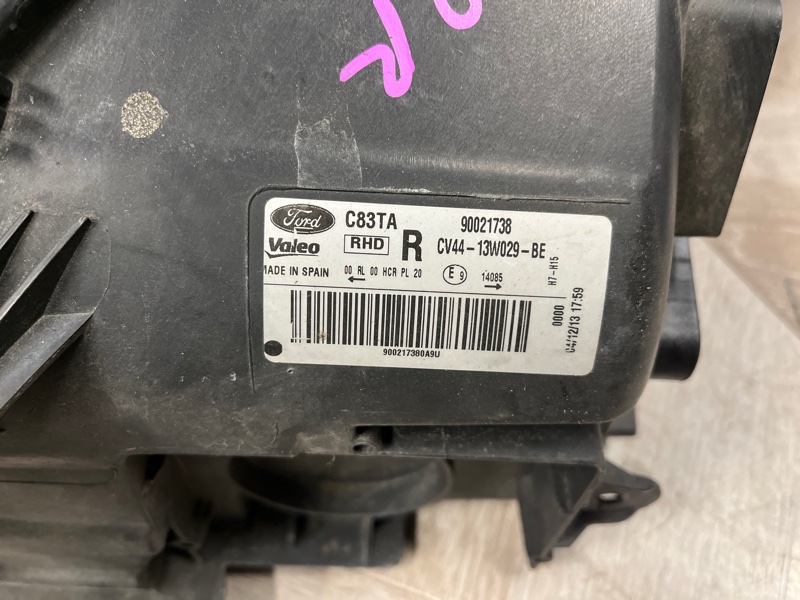 R
Ford C83TA 90021738
Valeo RHD R CV44-13W029-BE
MADE IN SPAIN 00 RL 00 HCR PL 20 E 9 14085
H7-H15
900217380A9U
0000
04/12/13 17:59